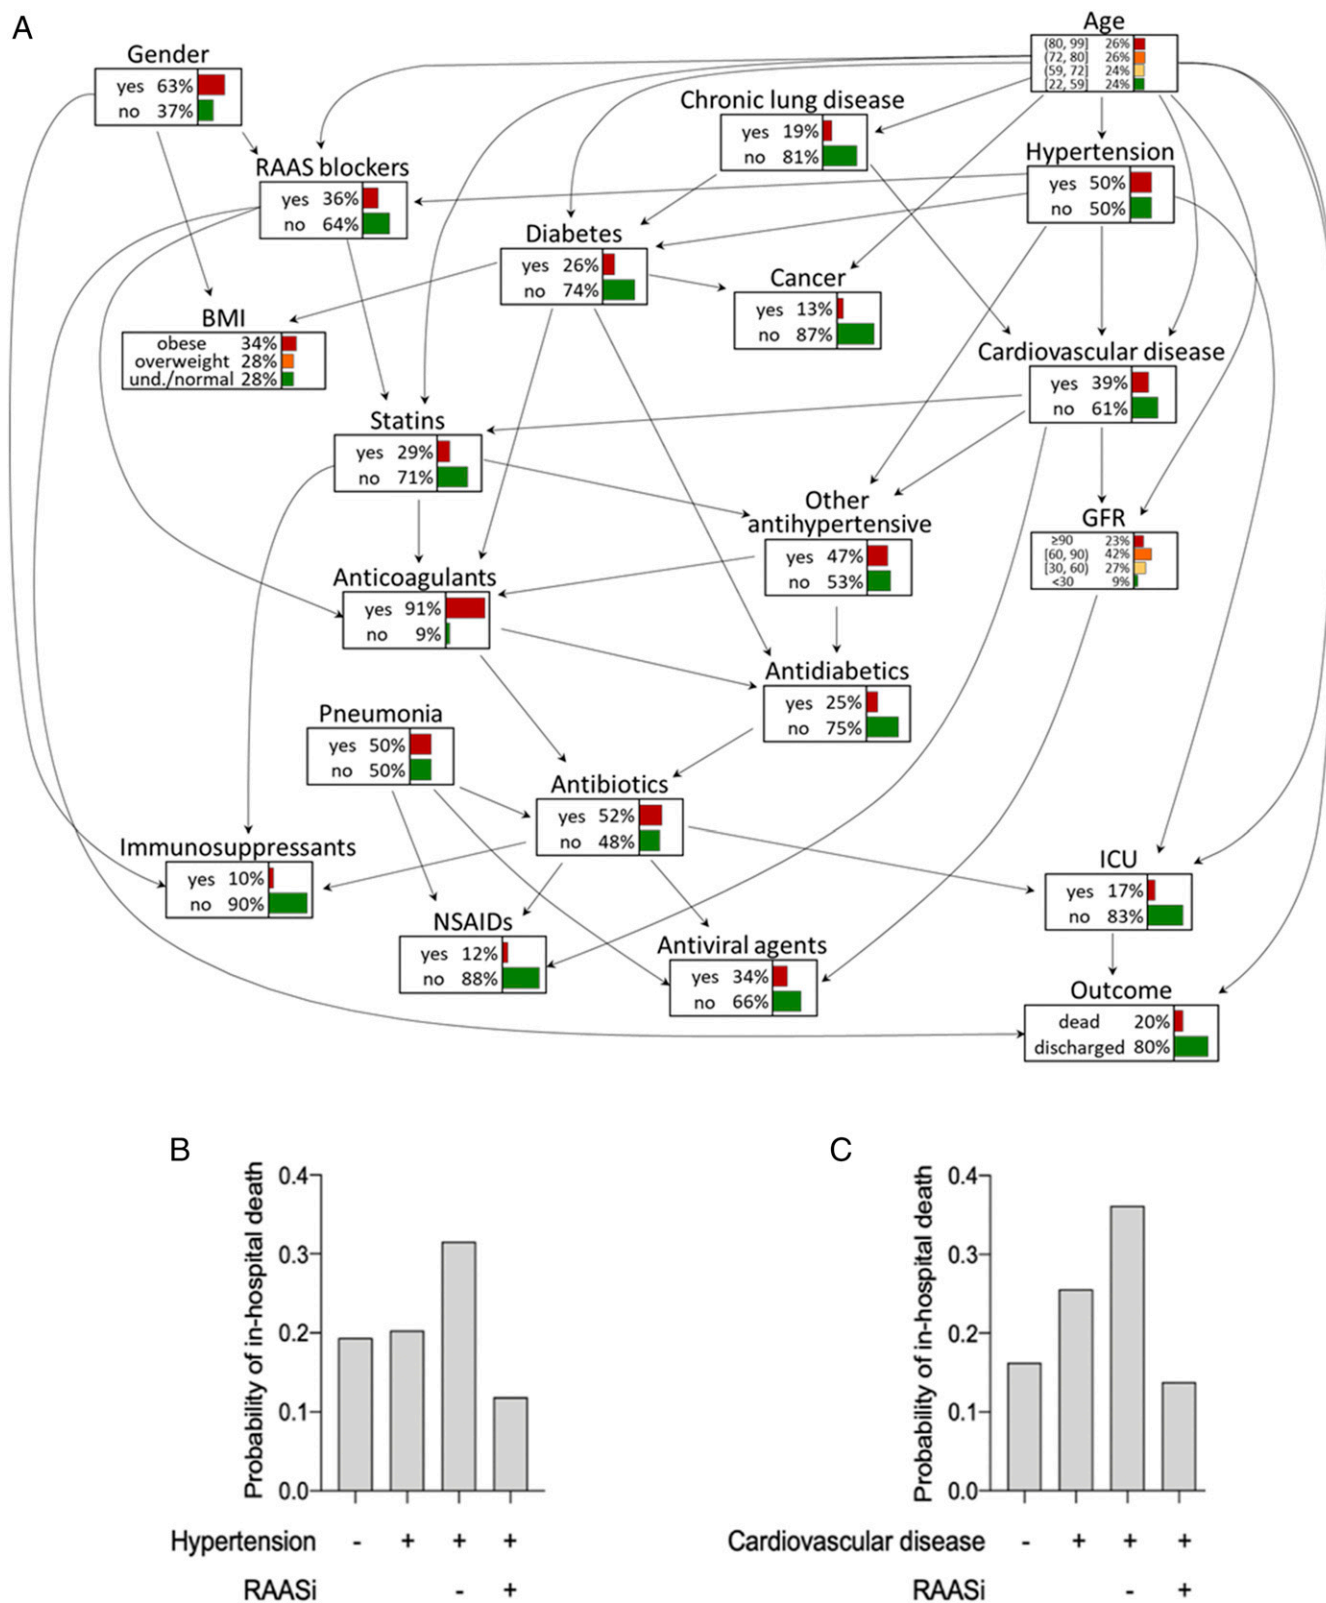 A
Gender
yes 63%
no 37%
Age
(80, 99] 26%
(72, 80] 26%
(59, 72] 24%
[22, 59] 24%
Chronic lung disease
yes 19%
no 81%
Hypertension
yes 50%
no 50%
RAAS blockers
yes 36%
no 64%
Diabetes
yes 26%
no 74%
Cancer
yes 13%
no 87%
BMI
obese 34%
overweight 28%
und./normal 28%
Cardiovascular disease
yes 39%
no 61%
Statins
yes 29%
no 71%
Other
antihypertensive
yes 47%
no 53%
GFR
≥90 23%
[60, 90) 42%
[30, 60) 27%
<30 9%
Anticoagulants
yes 91%
no 9%
Antidiabetics
yes 25%
no 75%
Pneumonia
yes 50%
no 50%
Antibiotics
yes 52%
no 48%
Immunosuppressants
yes 10%
no 90%
ICU
yes 17%
no 83%
NSAIDs
yes 12%
no 88%
Antiviral agents
yes 34%
no 66%
Outcome
dead 20%
discharged 80%
B
Probability of in-hospital death
0.4
0.3
0.2
0.1
0.0
Hypertension - + + +
RAASi - +
C
Probability of in-hospital death
0.4
0.3
0.2
0.1
0.0
Cardiovascular disease - + + +
RAASi - +